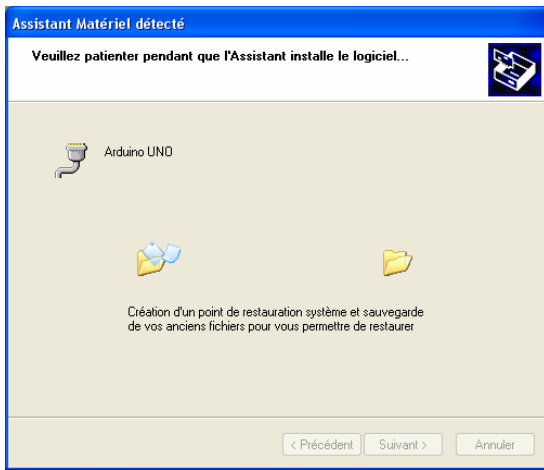 Assistant Matériel détecté
Veuillez patienter pendant que l'Assistant installe le logiciel...
Arduino UNO
Création d'un point de restauration système et sauvegarde
de vos anciens fichiers pour vous permettre de restaurer
< Précédent Suivant > Annuler